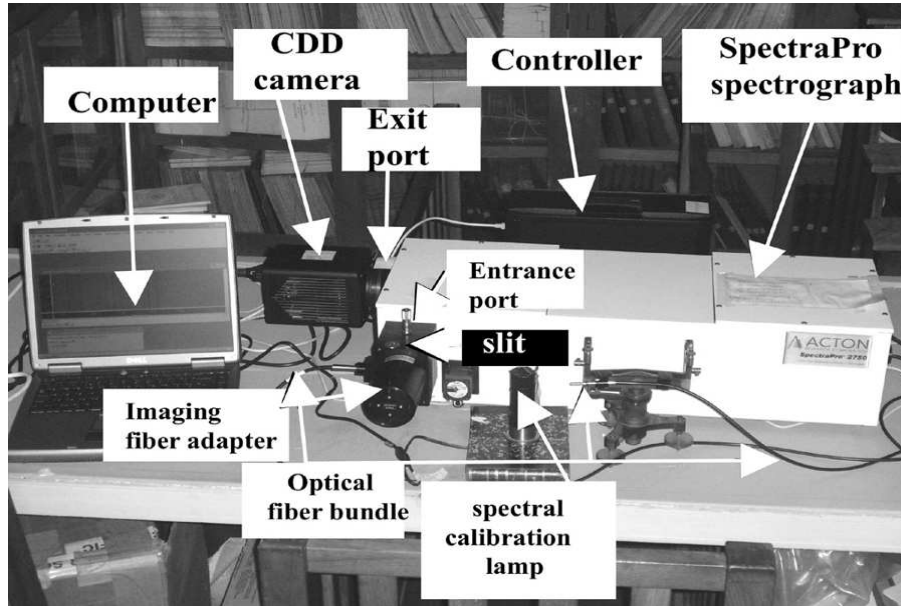 CDD
camera
Controller
SpectraPro
spectrograph
Computer
Exit
port
Entrance
port
slit
ACTON
SpectraPro 2750
DELL
Imaging
fiber adapter
Optical
fiber bundle
spectral
calibration
lamp